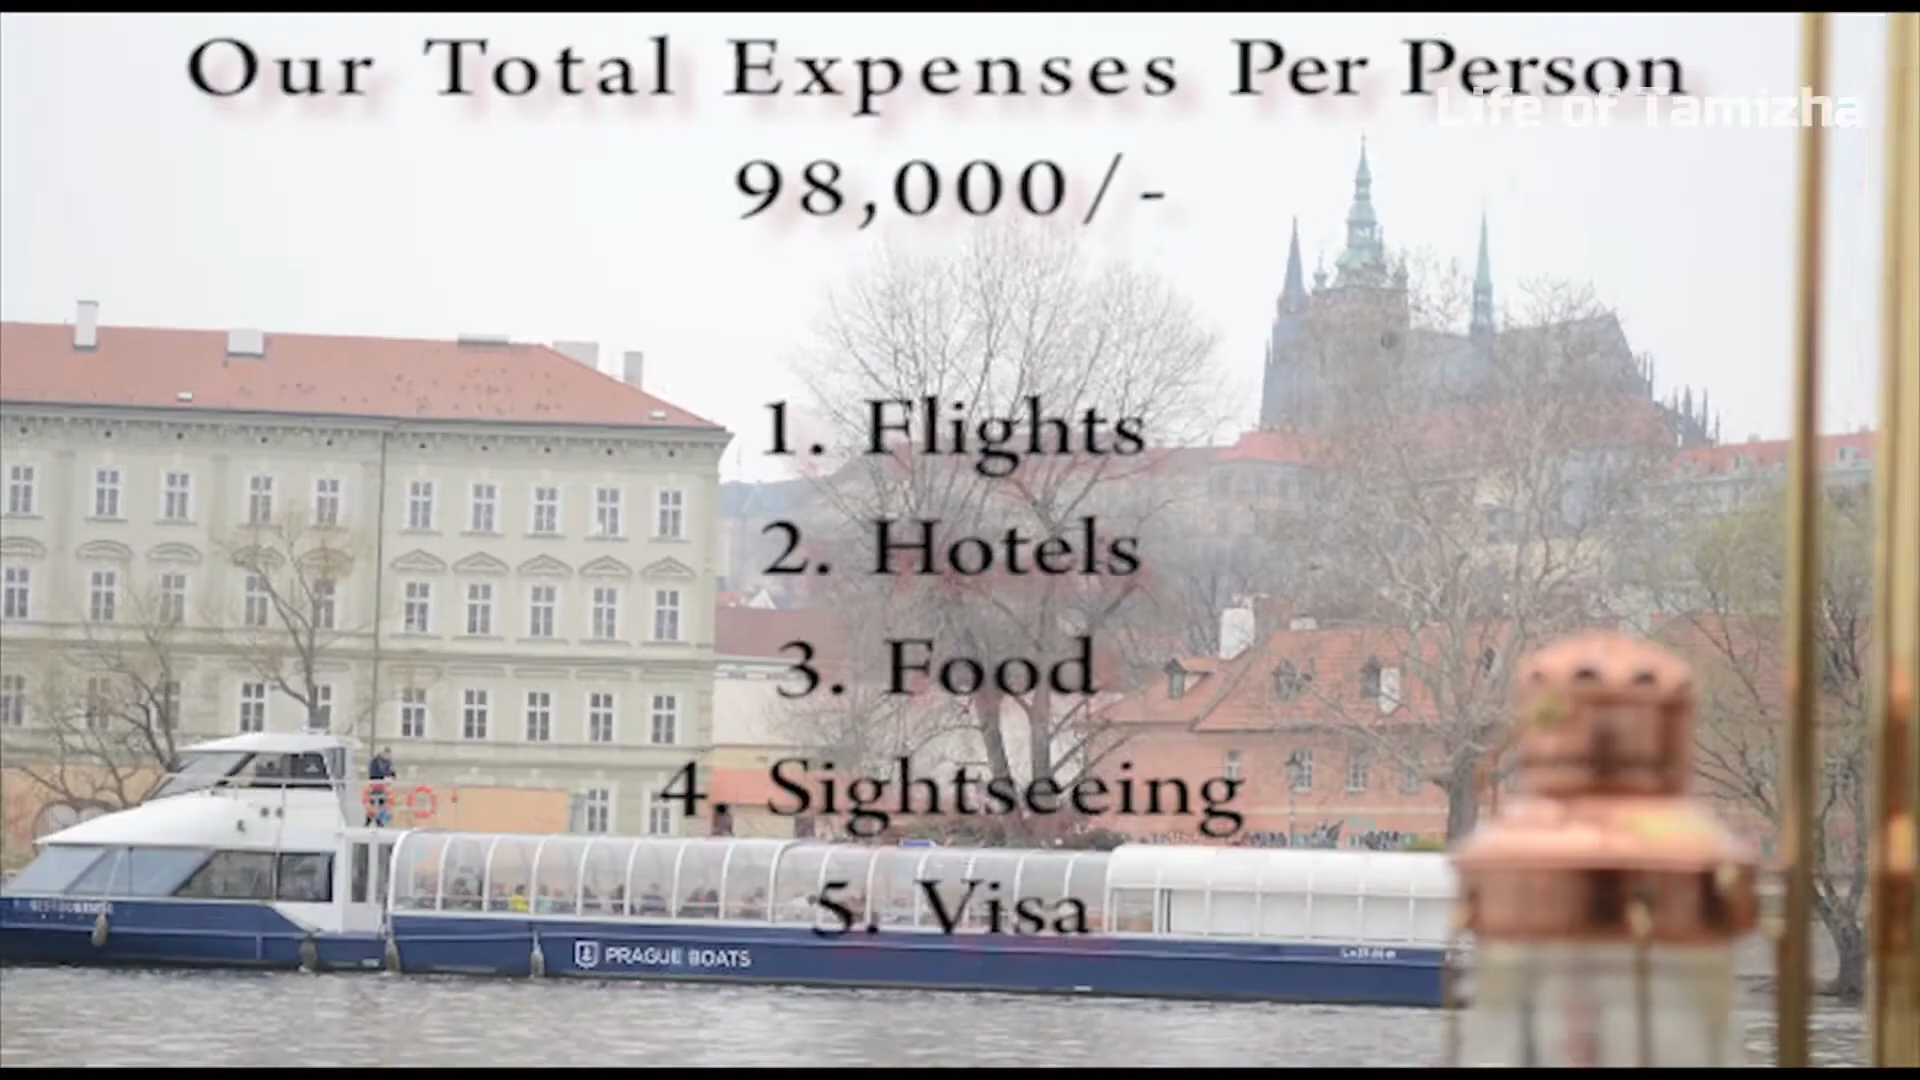 Our Total Expenses Per Person
Life of Tamizha
98,000/-
1. Flights
2. Hotels
3. Food
4. Sightseeing
5. Visa
PRAGUE BOATS